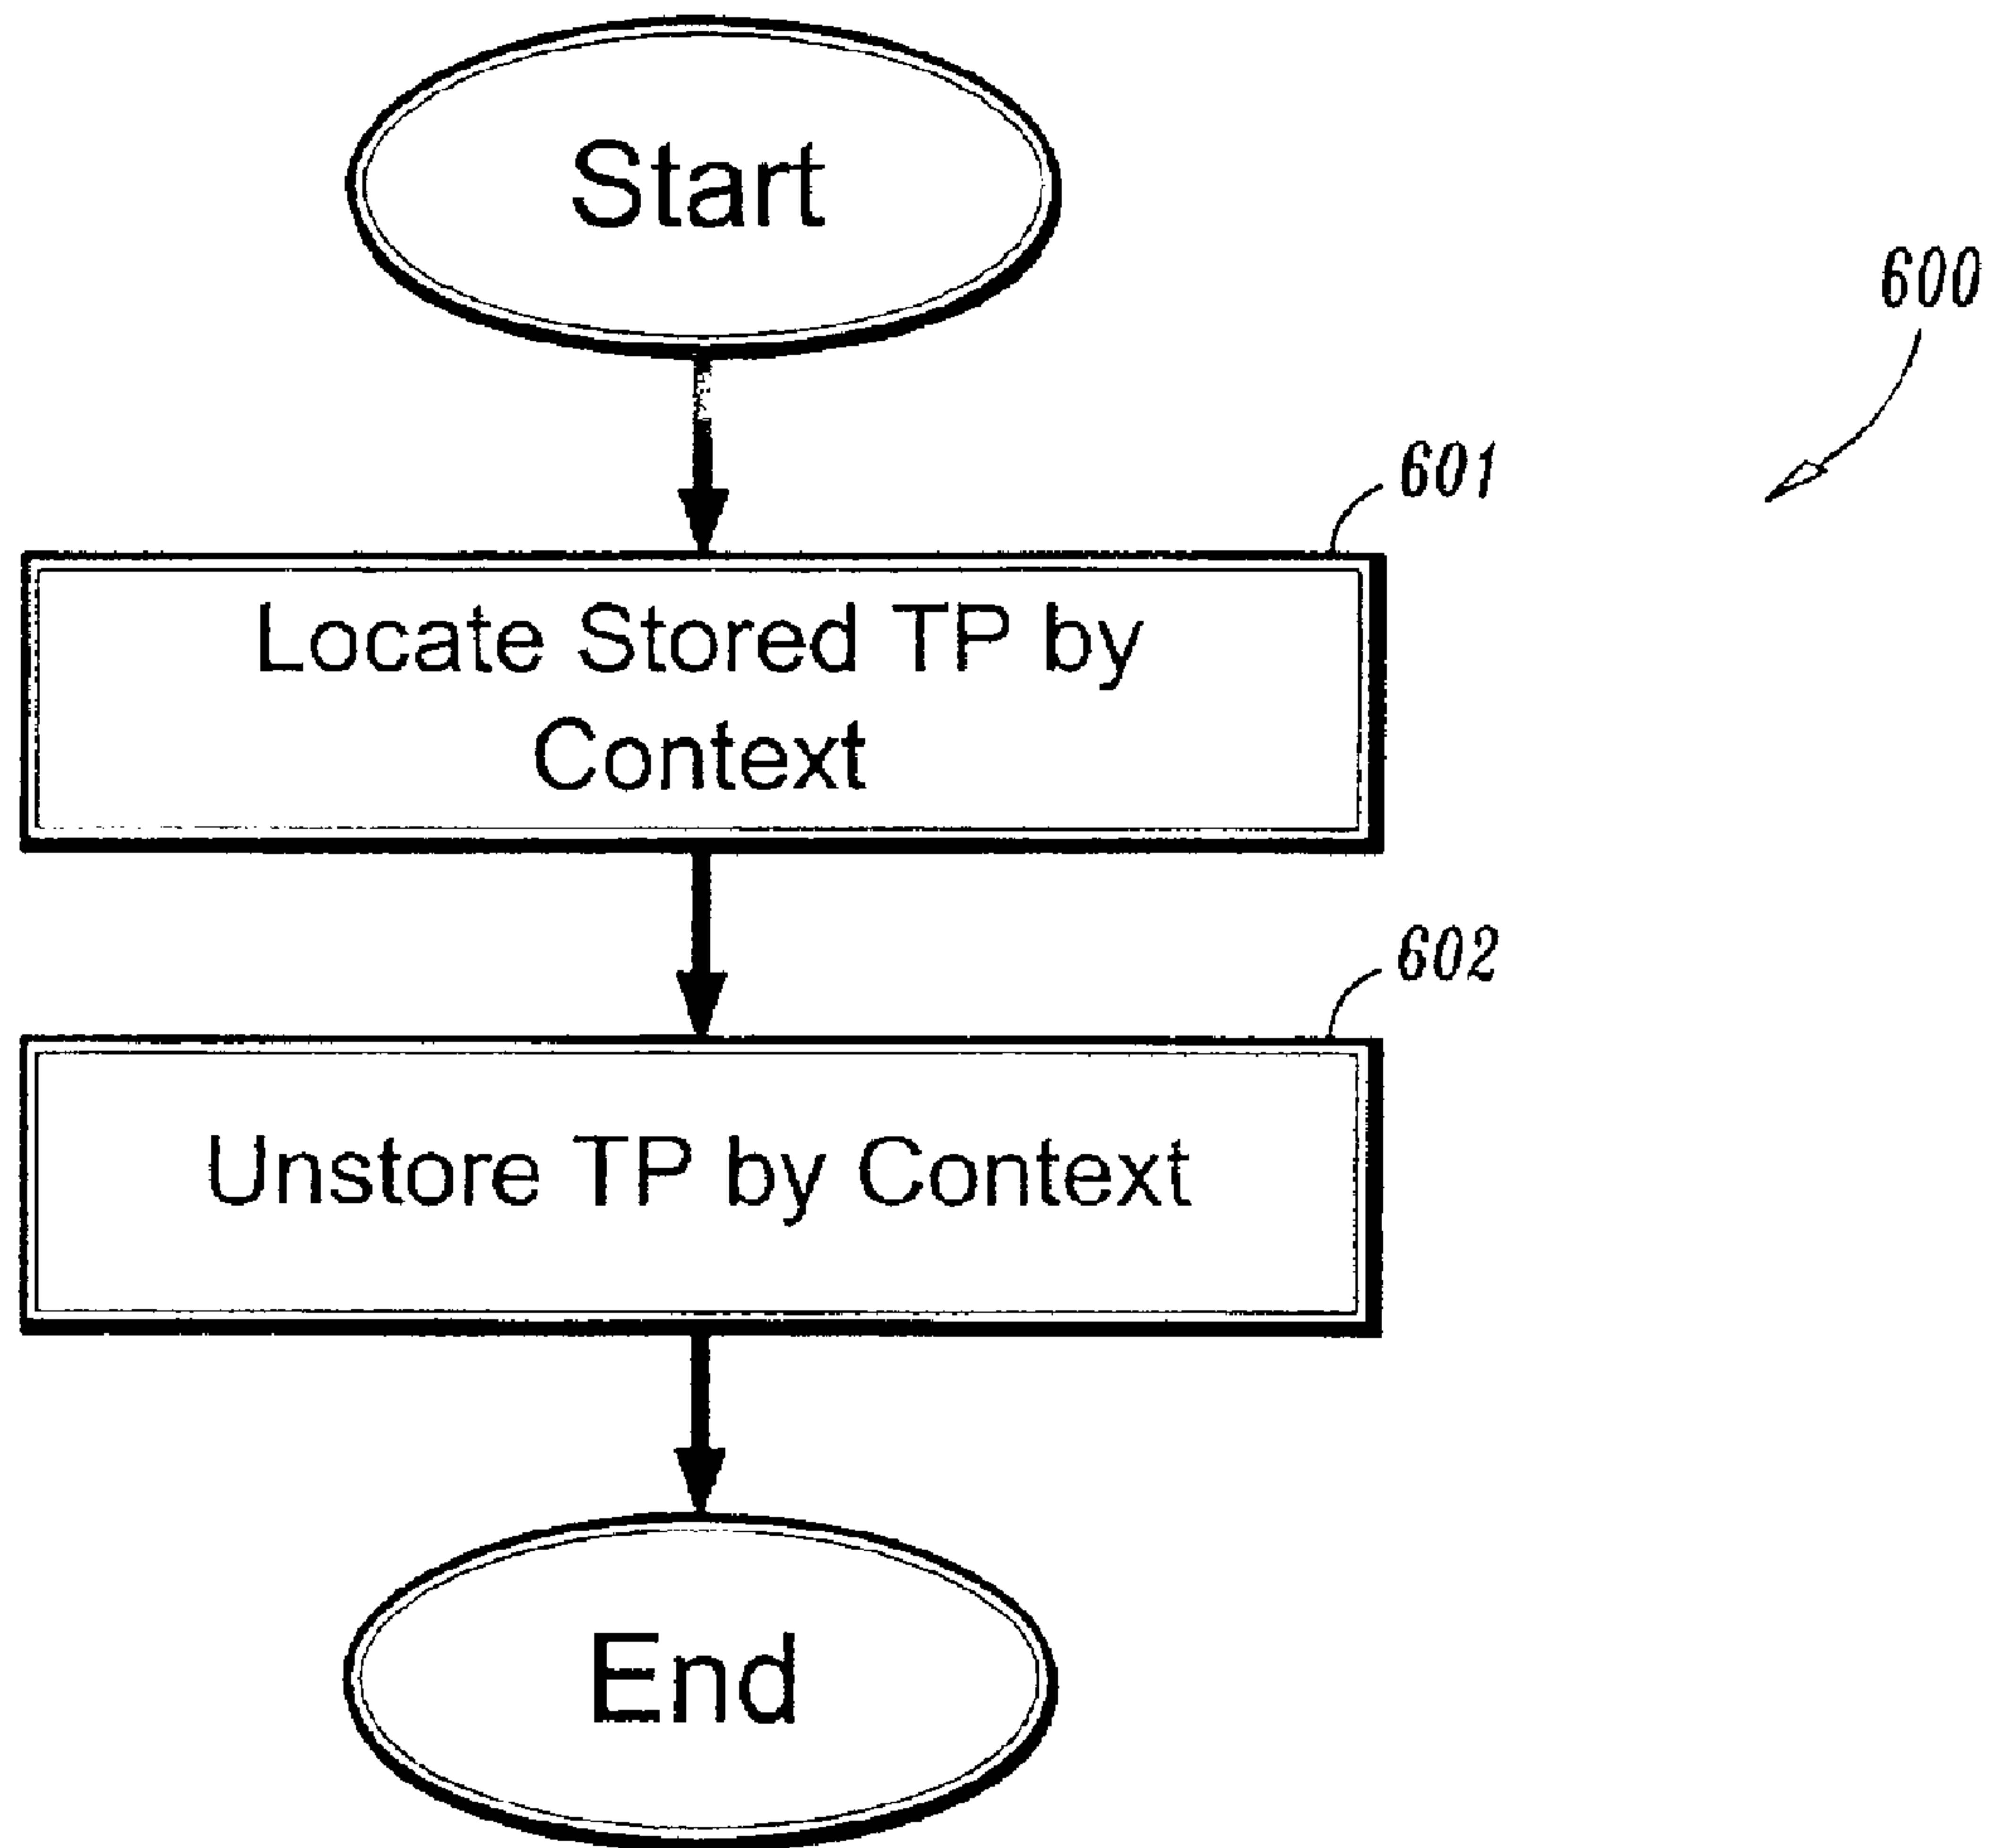 Start
600
601
Locate Stored TP by
Context
602
Unstore TP by Context
End